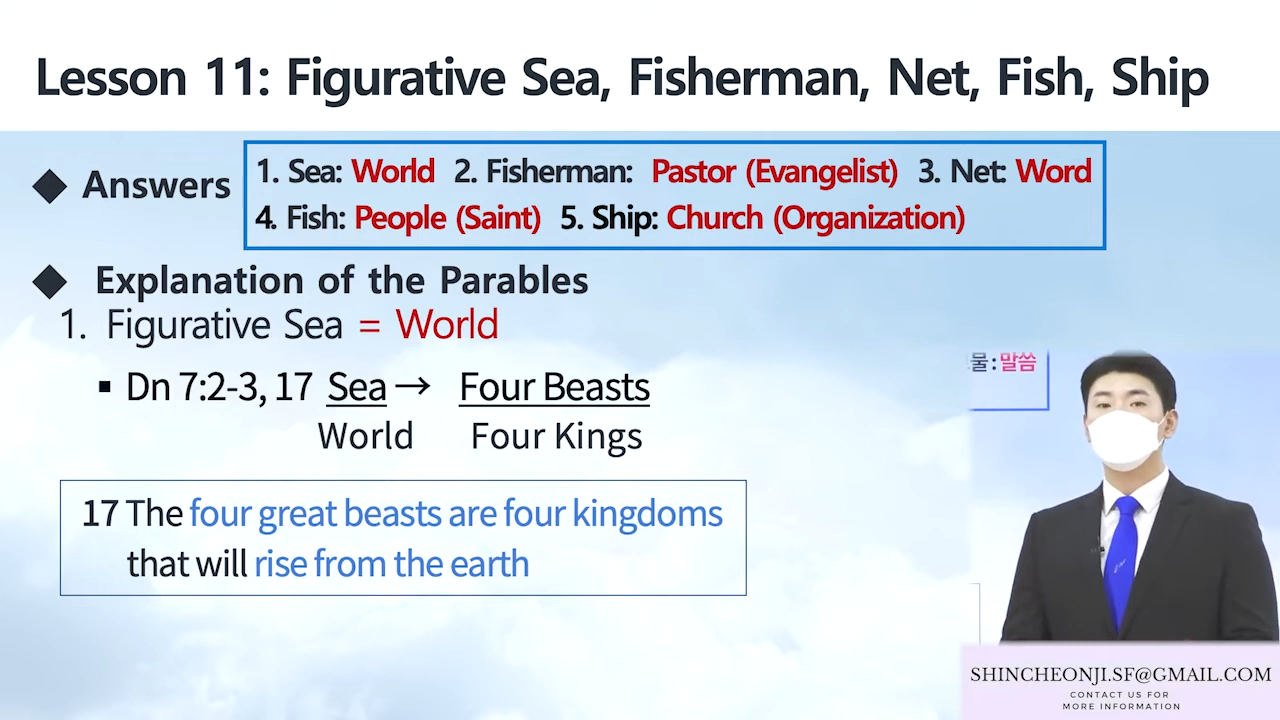 Lesson 11: Figurative Sea, Fisherman, Net, Fish, Ship
◆ Answers
1. Sea: World 2. Fisherman: Pastor (Evangelist) 3. Net: Word
4. Fish: People (Saint) 5. Ship: Church (Organization)
◆ Explanation of the Parables
1. Figurative Sea = World
▪ Dn 7:2-3, 17 Sea → Four Beasts
World Four Kings
17 The four great beasts are four kingdoms
that will rise from the earth
물:말씀
SHINCHEONJI.SF@GMAIL.COM
CONTACT US FOR
MORE INFORMATION